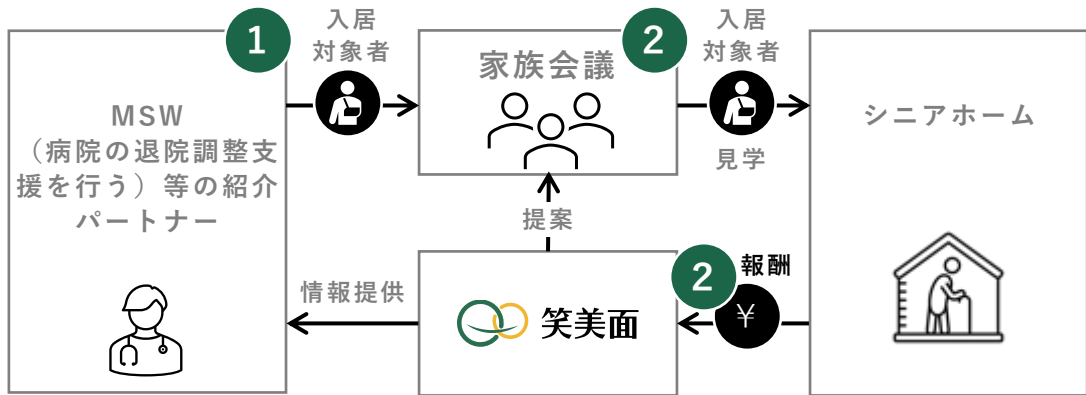 1
入居
対象者
2
入居
対象者
家族会議
MSW
（病院の退院調整支
援を行う）等の紹介
パートナー
シニアホーム
見学
提案
情報提供
2
報酬
¥
笑美面